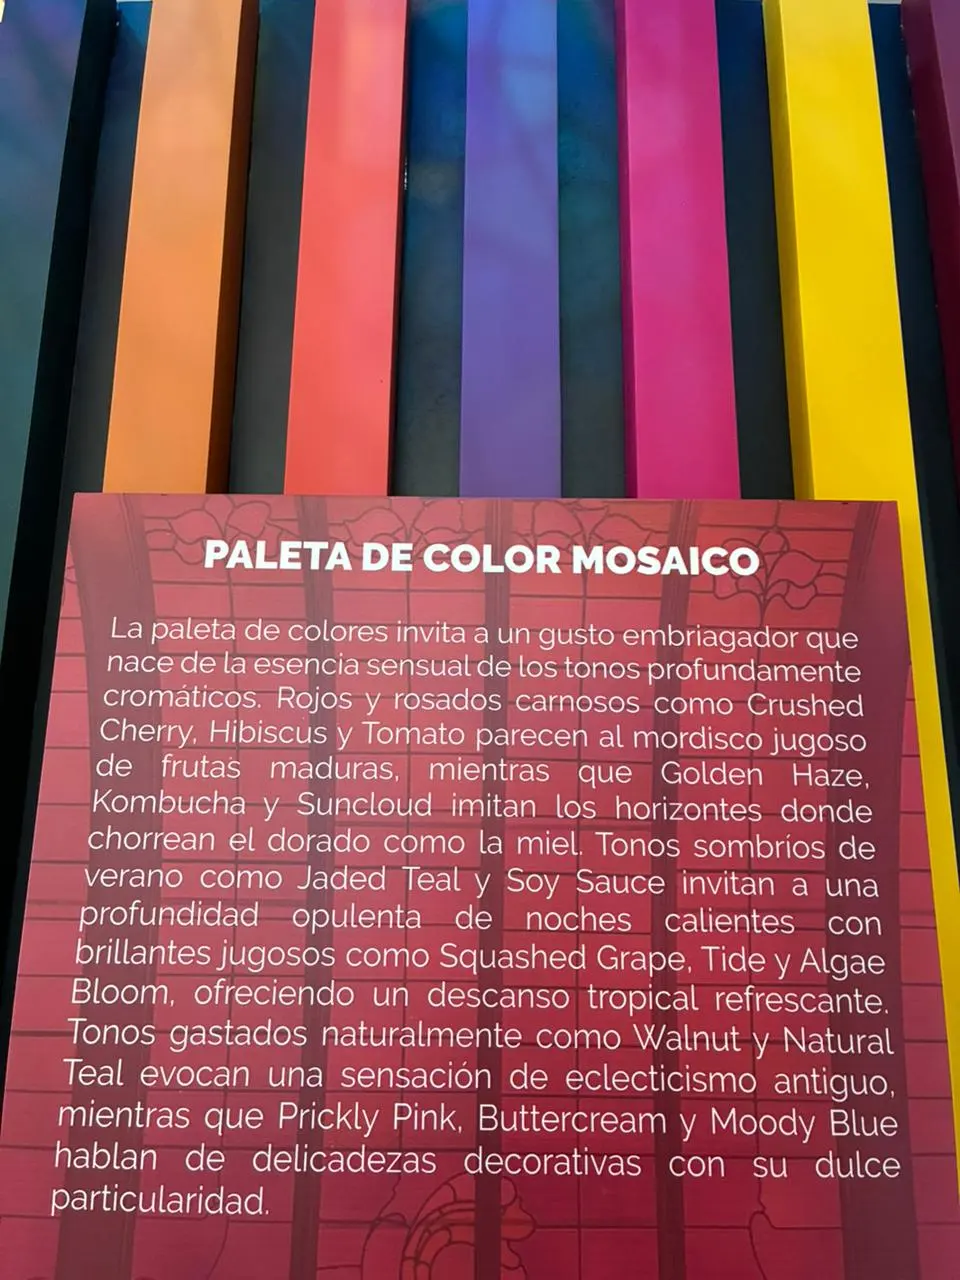 PALETA DE COLOR MOSAICO
La paleta de colores invita a un gusto embriagador que
nace de la esencia sensual de los tonos profundamente
cromáticos. Rojos y rosados carnosos como Crushed
Cherry, Hibiscus y Tomato parecen al mordisco jugoso
de frutas maduras, mientras que Golden Haze,
Kombucha y Suncloud imitan los horizontes donde
chorrean el dorado como la miel. Tonos sombríos de
verano como Jaded Teal y Soy Sauce invitan a una
profundidad opulenta de noches calientes con
brillantes jugosos como Squashed Grape, Tide y Algae
Bloom, ofreciendo un descanso tropical refrescante.
Tonos gastados naturalmente como Walnut y Natural
Teal evocan una sensación de eclecticismo antiguo,
mientras que Prickly Pink, Buttercream y Moody Blue
hablan de delicadezas decorativas con su dulce
particularidad.